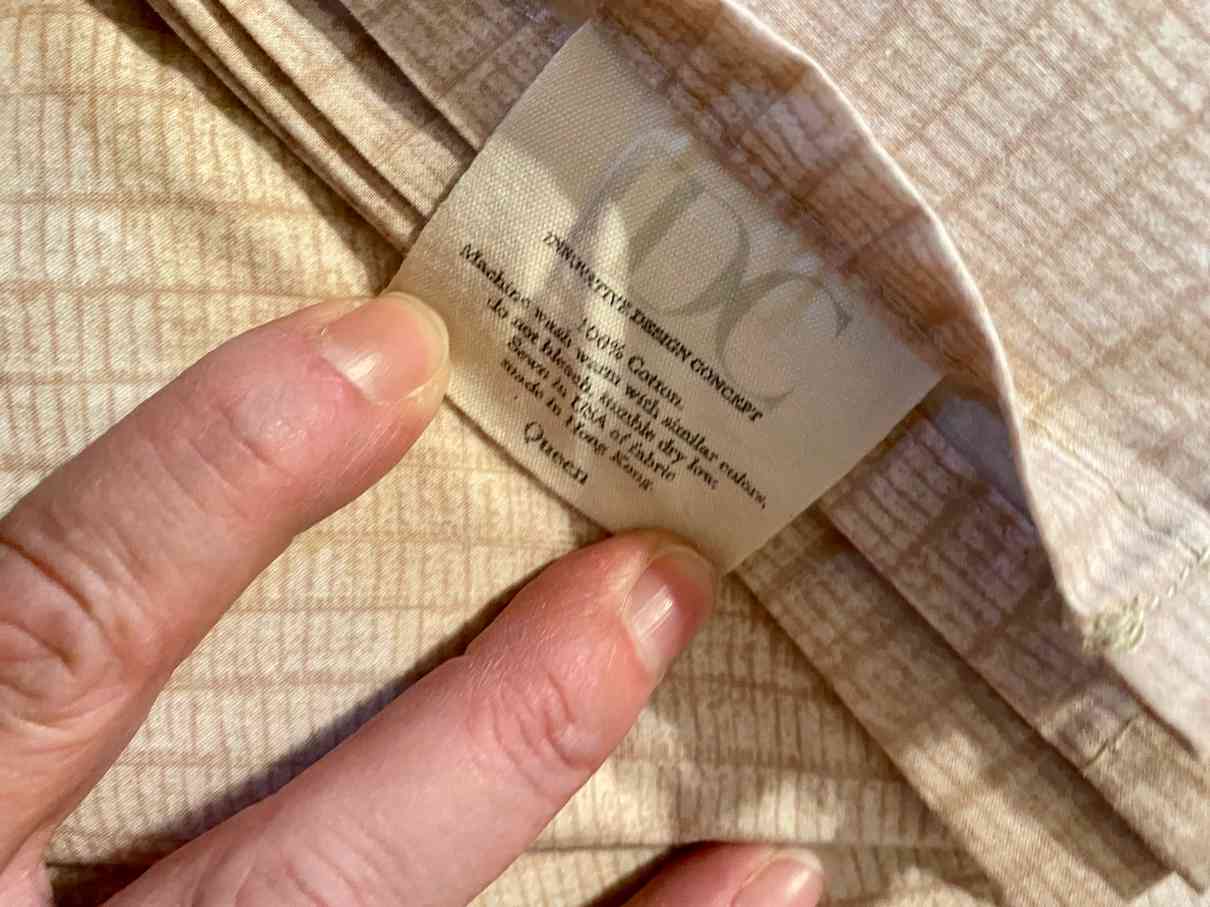 IDC
INNOVATIVE DESIGN CONCEPT
100% Cotton.
Machine wash warm with similar colors,
do not bleach, tumble dry low.
Sewn in USA of fabric
made in Hong Kong.
Queen